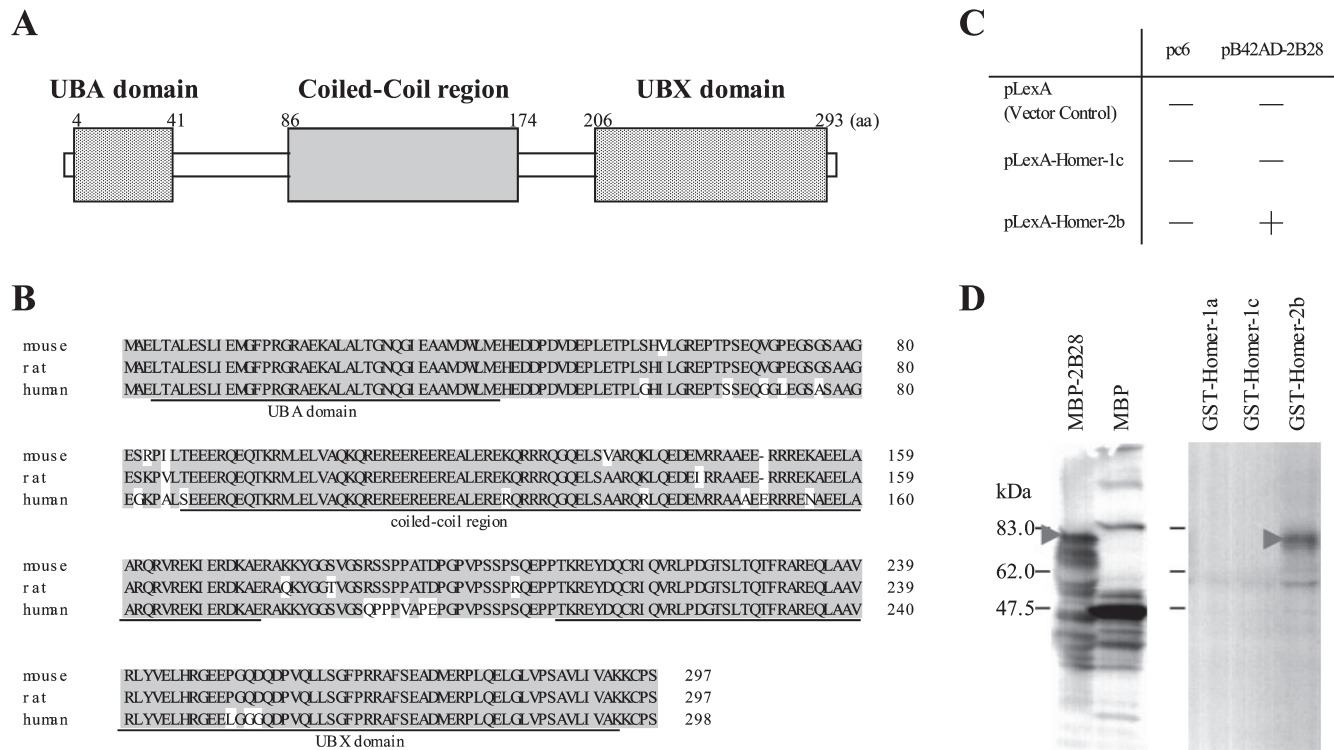 A
UBA domain
Coiled-Coil region
UBX domain
4
41
86
174
206
293 (aa)
B
mouse MAELTALESLIEMGFPRGRAEKALALTGNQGIEAAMDWLMEHEDDPDVDEPLETPLSHVLGREPTPSEQVGPEGSGSAAG 80
rat MAELTALESLIEMGFPRGRAEKALALTGNQGIEAAMDWLMEHEDDPDVDEPLETPLSHILGREPTPSEQVGPEGSGSAAG 80
human MAELTALESLIEMGFPRGRAEKALALTGNQGIEAAMDWLMEHEDDPDVDEPLETPLGHILGREPTSSEQGGLEGSASAAG 80
UBA domain
mouse ESRPILTEEERQEQTKRMLELVAQKQREREEREEREALEREKQRRRQGQELSVARQKLQEDEMRRAAEE-RRREKAEELA 159
rat ESKPVLTEEERQEQTKRMLELVAQKQREREEREEREALEREKQRRRQGQELSAARQKLQEDEIRRAAEE-RRREKAEELA 159
human EGKPALSEEERQEQTKRMLELVAQKQREREEREEREALERERQRRRQGQELSAARQRLQEDEMRRAAAEERRRENAEELA 160
coiled-coil region
mouse ARQRVREKIERDKAERAKKYGGSVGSRSSPPATDPGPVPSSPSQEPPTKREYDQCRIQVRLPDGTSLTQTFRAREQLAAV 239
rat ARQRVREKIERDKAERAQKYGGTVGSRSSPPATDPGPVPSSPRQEPPTKREYDQCRIQVRLPDGTSLTQTFRAREQLAAV 239
human ARQRVREKIERDKAERAKKYGGSVGSQPPPVAPEPGPVPSSPSQEPPTKREYDQCRIQVRLPDGTSLTQTFRAREQLAAV 240
mouse RLYVELHRGEEPGQDQDPVQLLSGFPRRAFSEADMERPLQELGLVPSAVLIVAKKCPS 297
rat RLYVELHRGEEPGQDQDPVQLLSGFPRRAFSEADMERPLQELGLVPSAVLIVAKKCPS 297
human RLYVELHRGEELGGGQDPVQLLSGFPRRAFSEADMERPLQELGLVPSAVLIVAKKCPS 298
UBX domain
C
pc6 pB42AD-2B28
pLexA
(Vector Control) — —
pLexA-Homer-1c — —
pLexA-Homer-2b — +
D
MBP-2B28
MBP
GST-Homer-1a
GST-Homer-1c
GST-Homer-2b
kDa
83.0
62.0
47.5